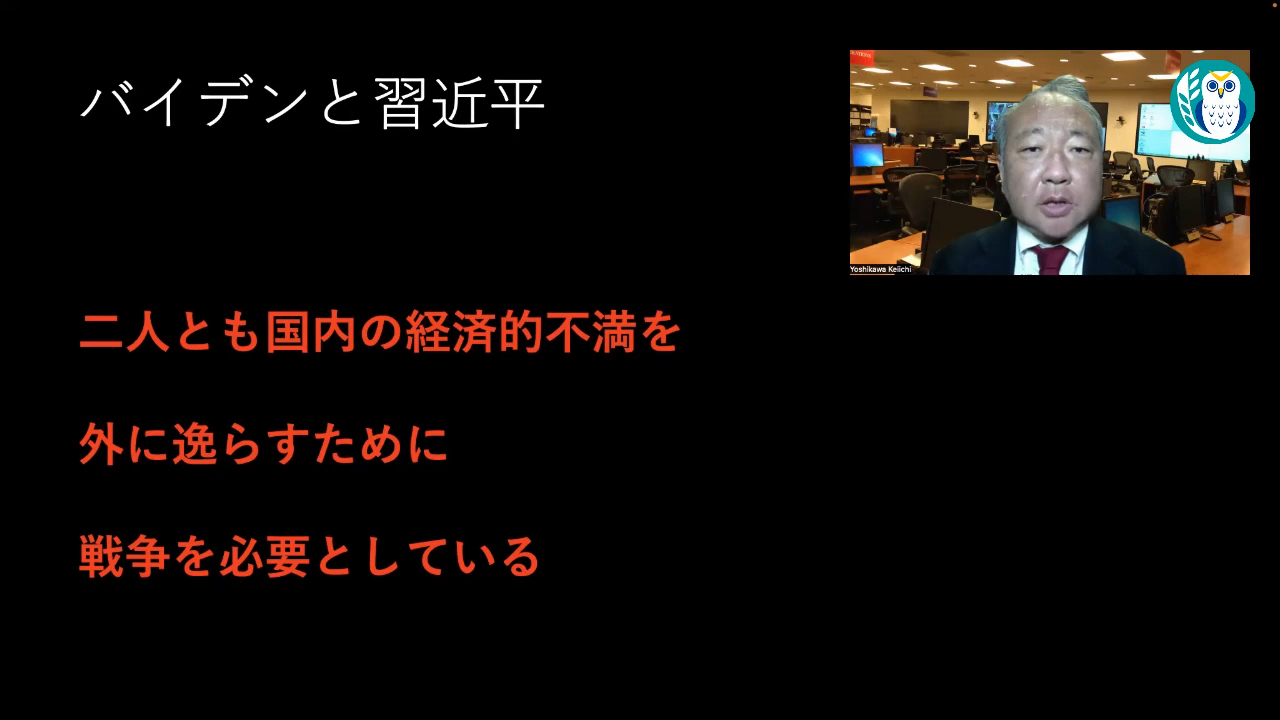 バイデンと習近平
Yoshikawa Keiichi
二人とも国内の経済的不満を
外に逸らすために
戦争を必要としている